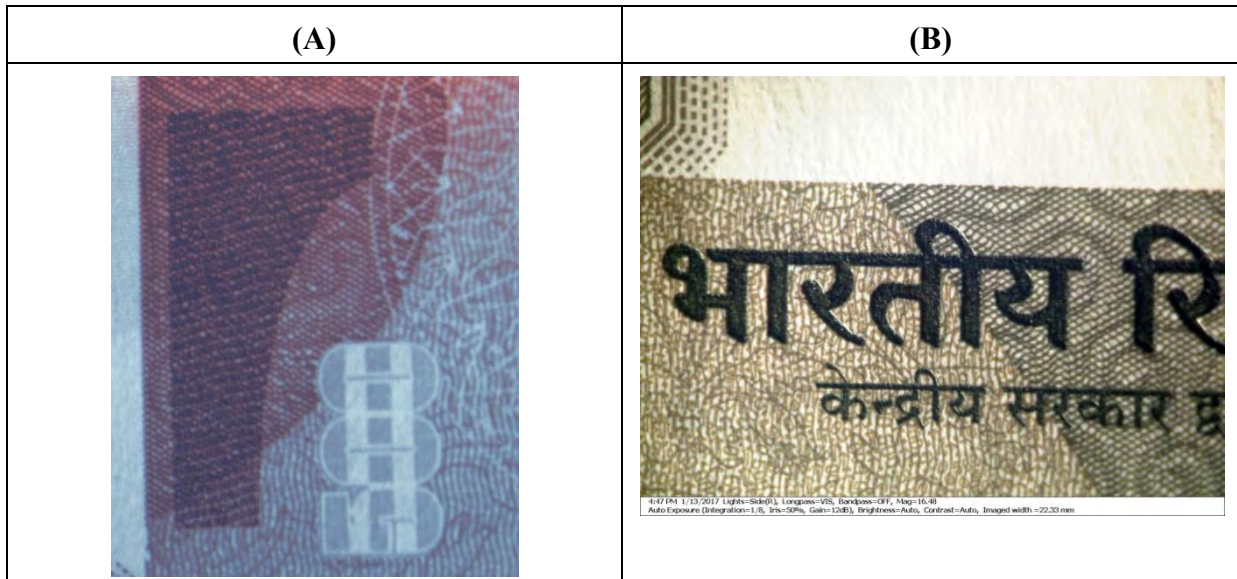 (A)
(B)
भारतीय रि
केन्द्रीय सरकार द्व
4:47 PM 1/13/2017 Lights=Side(R), Longpass=VIS, Bandpass=OFF, Mag=16.48
Auto Exposure (Integration=1/8, Iris=50%, Gain=12dB), Brightness=Auto, Contrast=Auto, Imaged width =22.33 mm